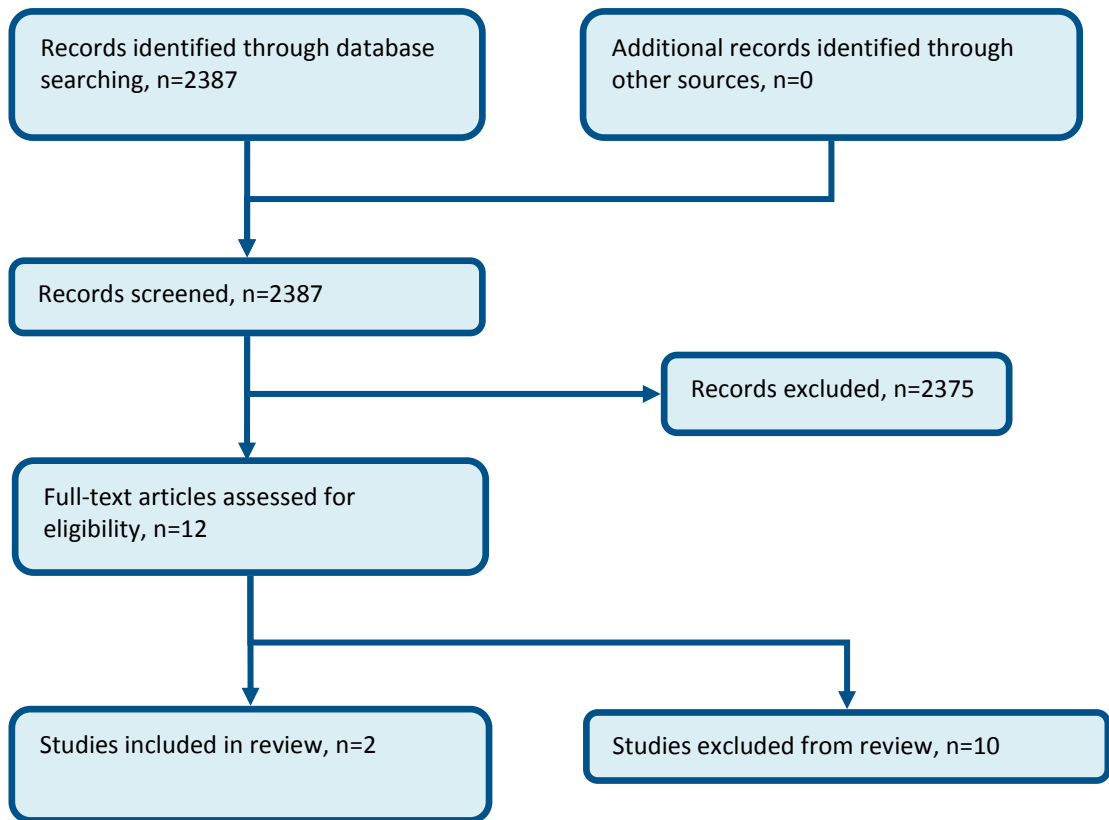 Records identified through database
searching, n=2387
Additional records identified through
other sources, n=0
Records screened, n=2387
Records excluded, n=2375
Full-text articles assessed for
eligibility, n=12
Studies included in review, n=2
Studies excluded from review, n=10